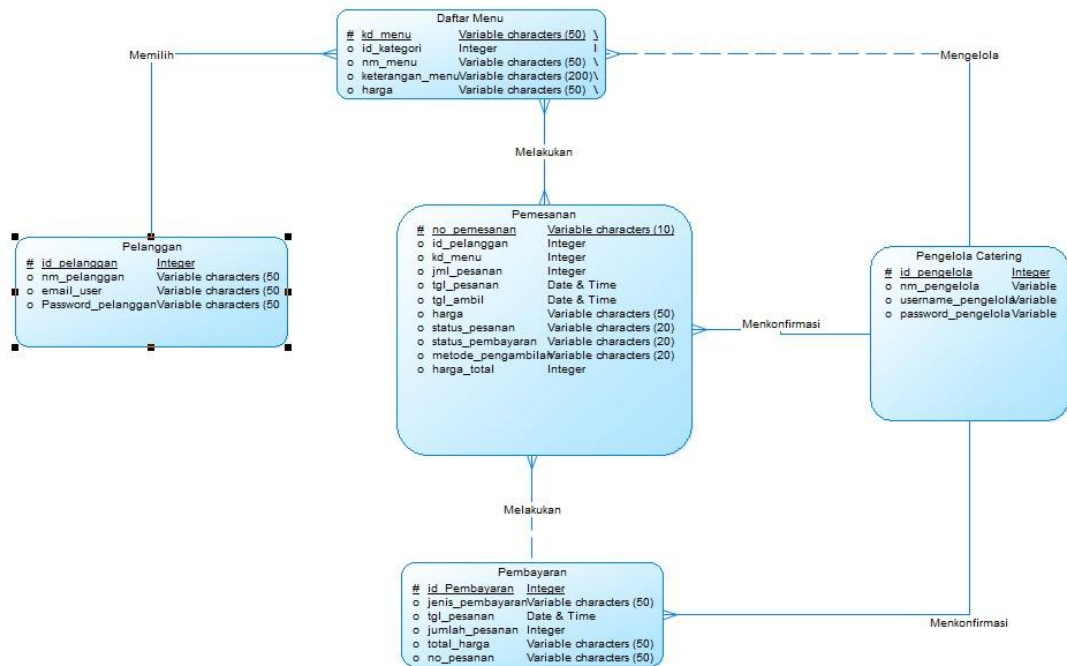 Daftar Menu
# kd_menu Variable characters (50)
o id_kategori Integer
o nm_menu Variable characters (50)
o keterangan_menu Variable characters (200)
o harga Variable characters (50)
Memilih
Mengelola
Melakukan
Pelanggan
# id_pelanggan Integer
o nm_pelanggan Variable characters (50
o email_user Variable characters (50
o Password_pelanggan Variable characters (50
Pemesanan
# no_pemesanan Variable characters (10)
o id_pelanggan Integer
o kd_menu Integer
o jml_pesanan Integer
o tgl_pesanan Date & Time
o tgl_ambil Date & Time
o harga Variable characters (50)
o status_pesanan Variable characters (20)
o status_pembayaran Variable characters (20)
o metode_pengambilan Variable characters (20)
o harga_total Integer
Menkonfirmasi
Pengelola Catering
# id_pengelola Integer
o nm_pengelola Variable
o username_pengelola Variable
o password_pengelola Variable
Melakukan
Pembayaran
# id_Pembayaran Integer
o jenis_pembayaran Variable characters (50)
o tgl_pesanan Date & Time
o jumlah_pesanan Integer
o total_harga Variable characters (50)
o no_pesanan Variable characters (50)
Menkonfirmasi